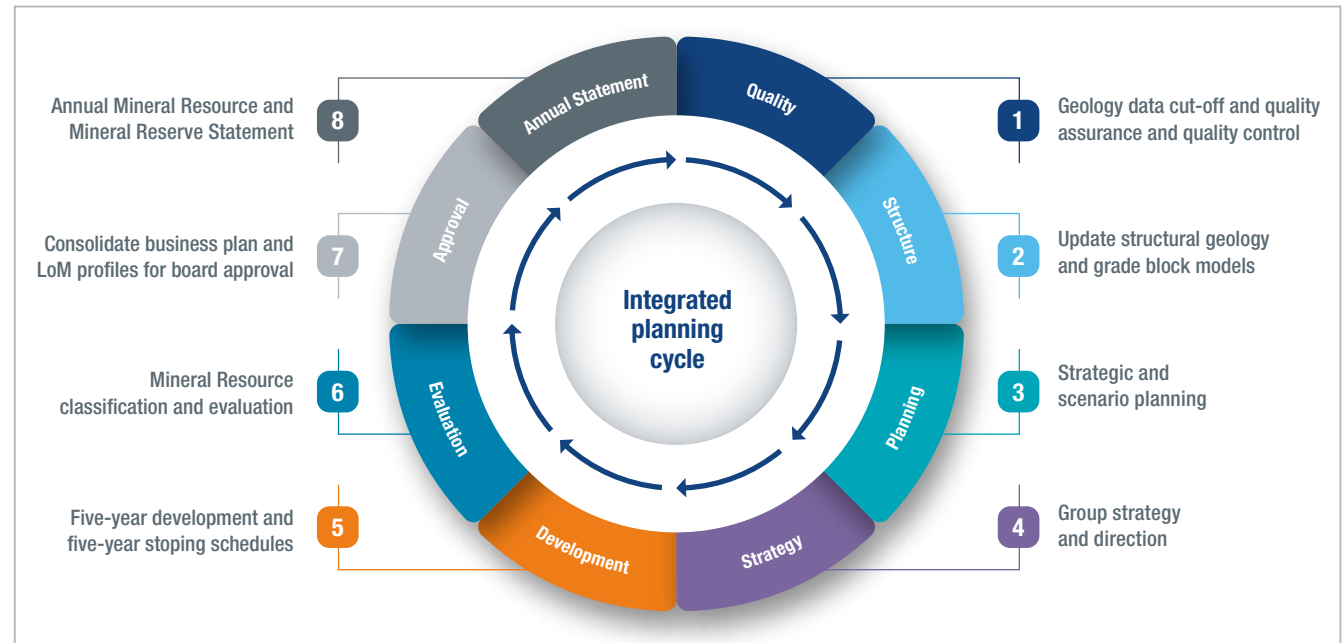 Integrated
planning
cycle
Quality
1
Geology data cut-off and quality
assurance and quality control
Structure
2
Update structural geology
and grade block models
Planning
3
Strategic and
scenario planning
Strategy
4
Group strategy
and direction
Development
5
Five-year development and
five-year stoping schedules
Evaluation
6
Mineral Resource
classification and evaluation
Approval
7
Consolidate business plan and
LoM profiles for board approval
Annual Statement
8
Annual Mineral Resource and
Mineral Reserve Statement